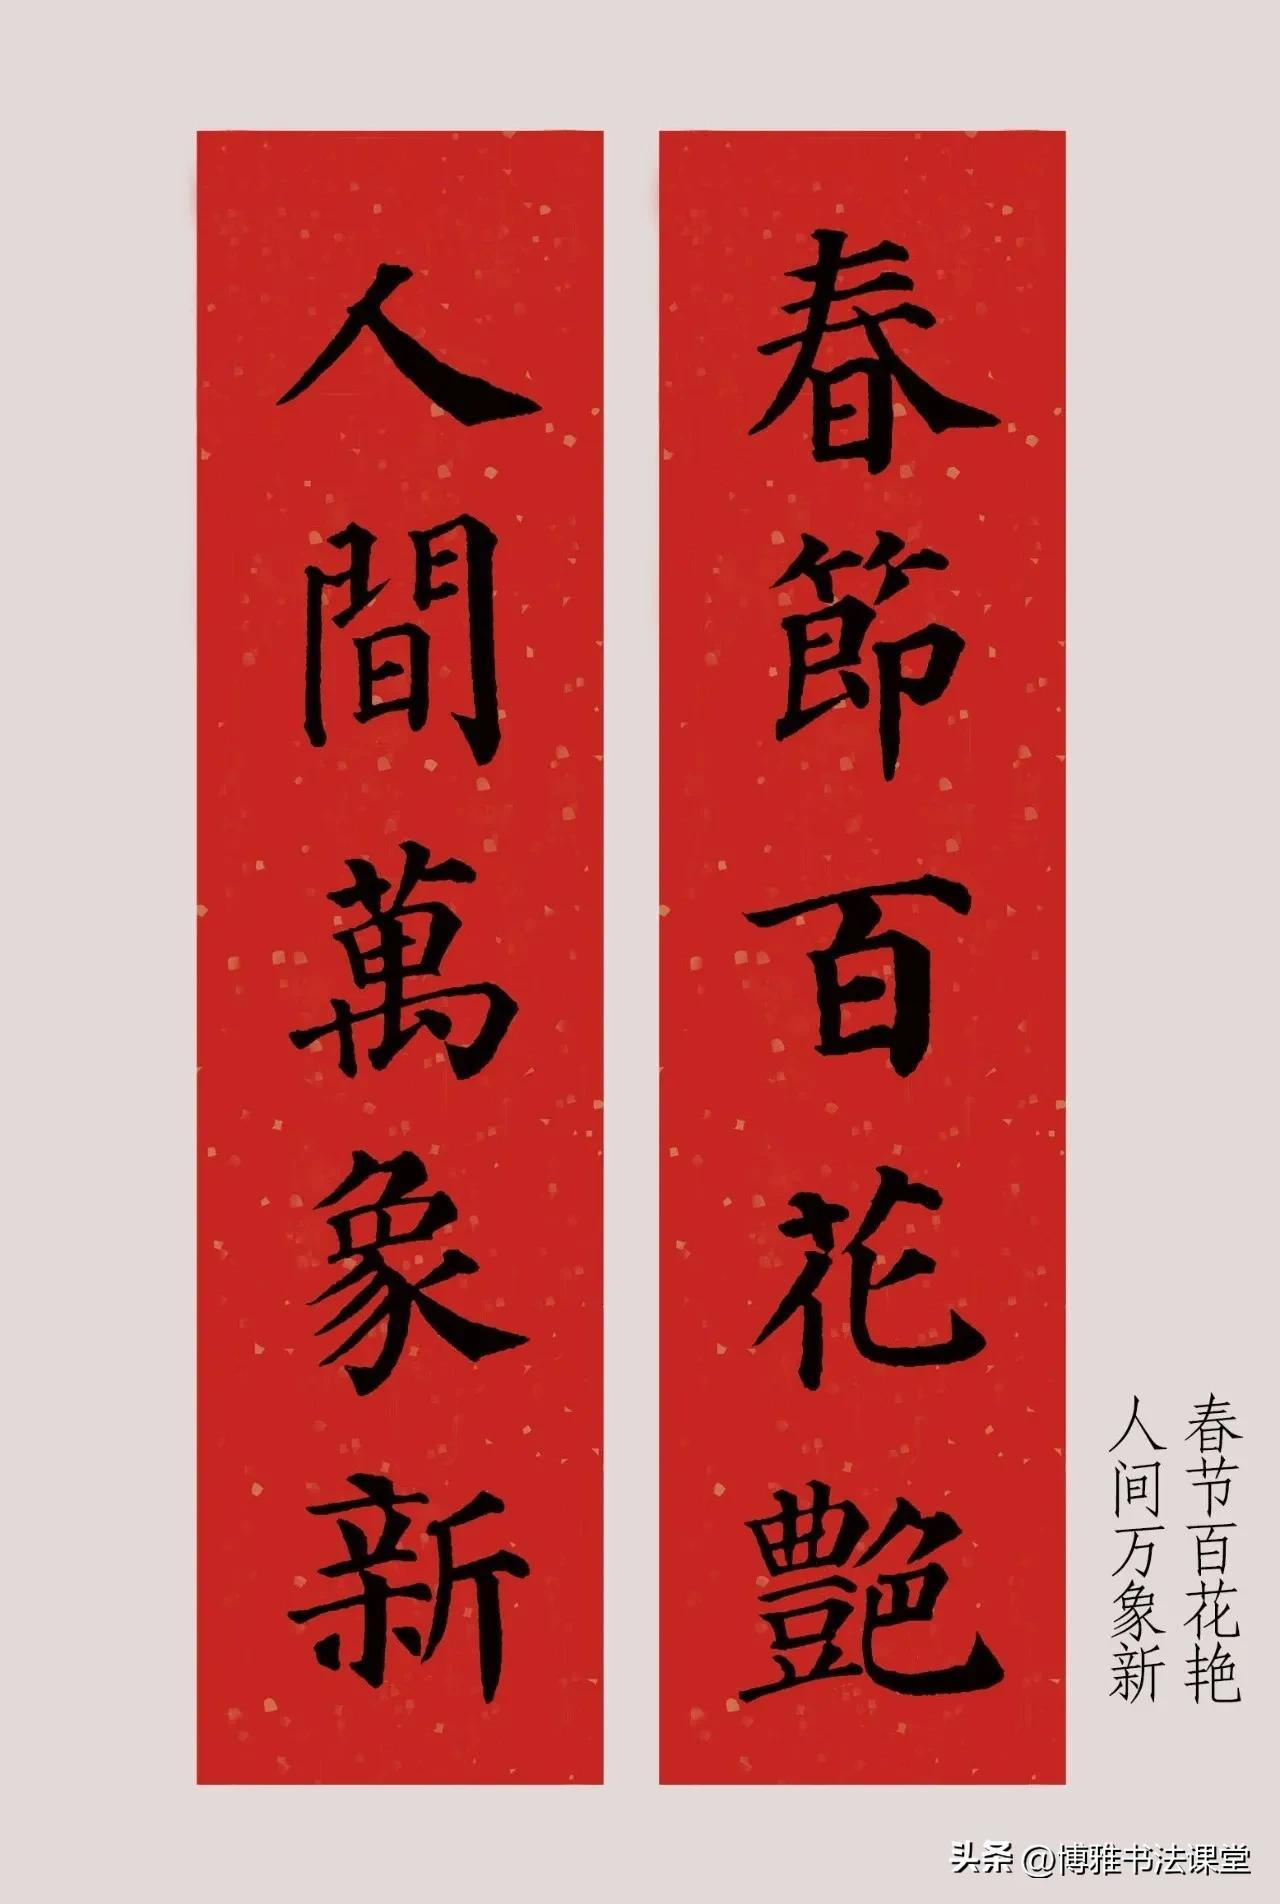 春節百花艷
人間萬象新
春节百花艳
人间万象新
头条 @博雅书法课堂